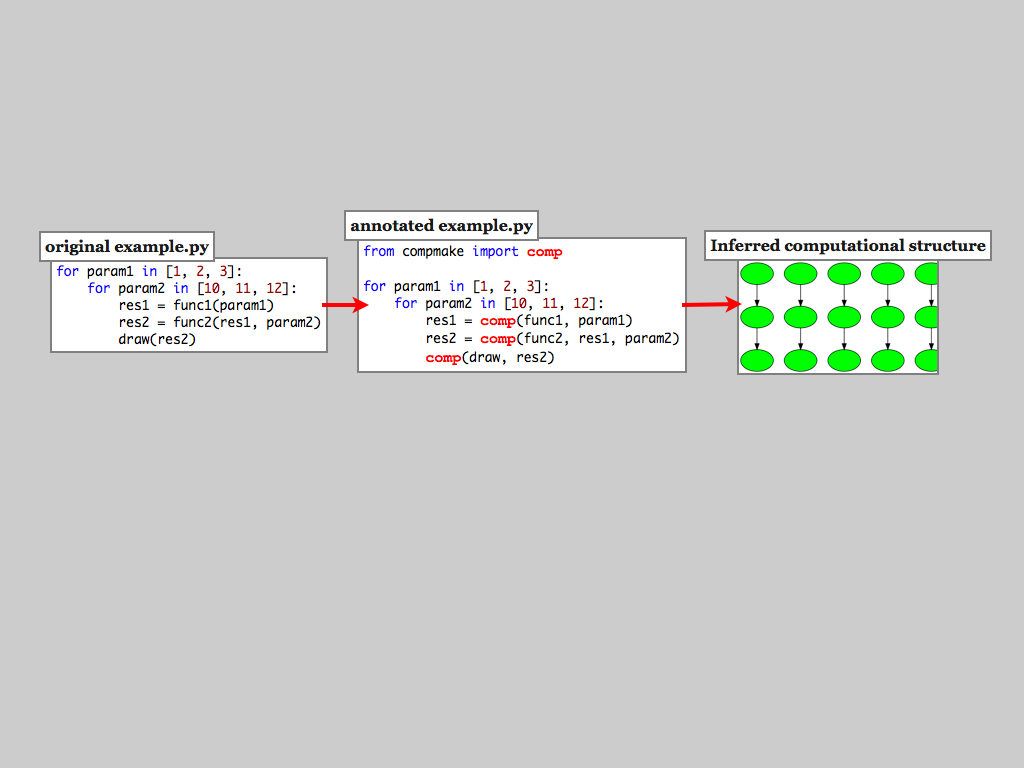 original example.py
for param1 in [1, 2, 3]:
    for param2 in [10, 11, 12]:
        res1 = func1(param1)
        res2 = func2(res1, param2)
        draw(res2)
annotated example.py
from compmake import comp
for param1 in [1, 2, 3]:
    for param2 in [10, 11, 12]:
        res1 = comp(func1, param1)
        res2 = comp(func2, res1, param2)
        comp(draw, res2)
Inferred computational structure